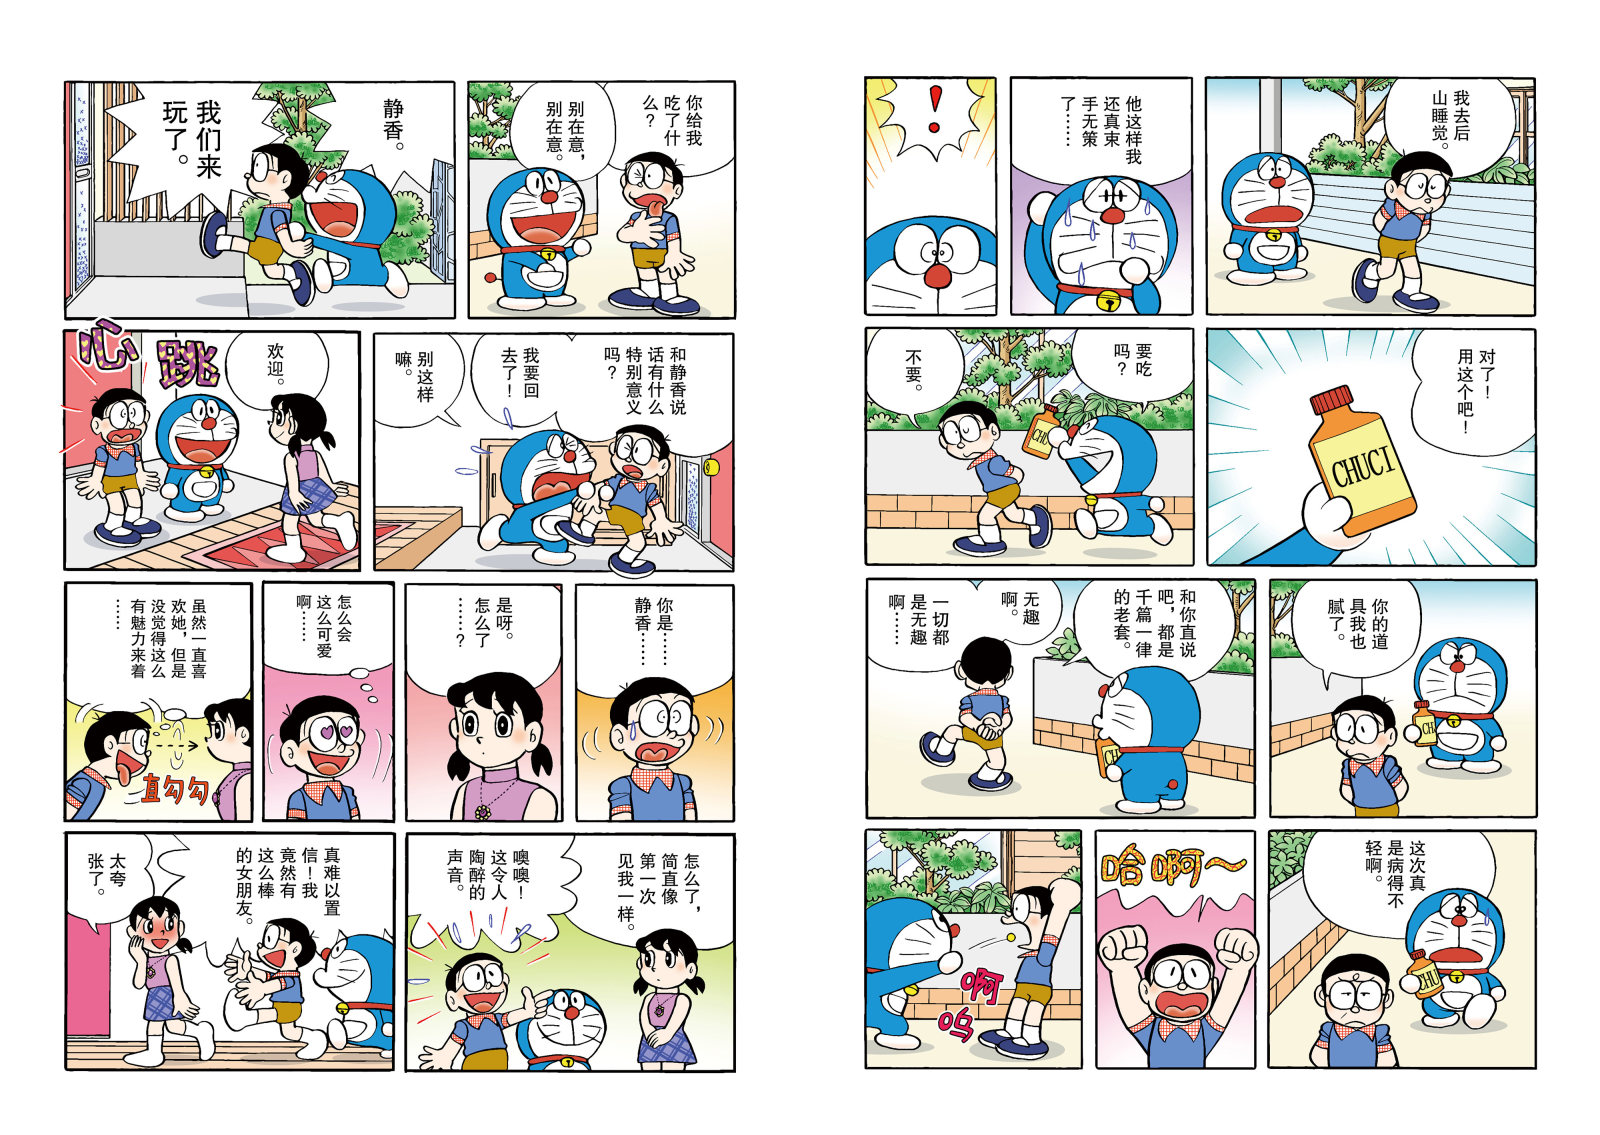 我去后
山睡觉。
他这样我
还真束
手无策
了……
！
对了！
用这个吧！
CHUCI
要吃
吗？
CHU
不要。
你的道
具我也
腻了。
CH
和你直说
吧，都是
千篇一律
的老套。
CH
无趣
啊。
一切都
是无趣
啊……
这次真
是病得不
轻啊。
CHU
哈啊～
啊
呜
你给我
吃了什
么？
别在意，
别在意。
静香。
我们来
玩了。
和静香说
话有什么
特别意义
吗？
我要回
去了！
别这样
嘛。
欢迎。
心跳
你是……
静香……
是呀。
怎么了
……？
怎么会
这么可爱
啊……
虽然一直喜
欢她，但是
没觉得这么
有魅力来着
……
直勾勾
怎么了，
简直像
第一次
见我一样。
噢噢！
这令人
陶醉的
声音。
真难以置
信！我
竟然有
这么棒
的女朋友。
太夸
张了。